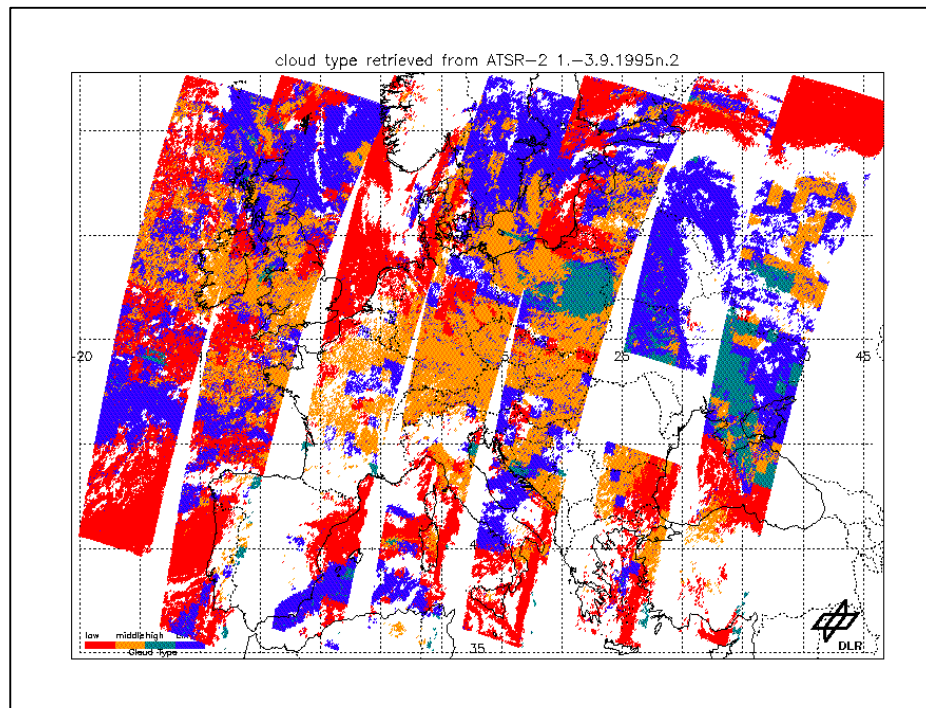 cloud type retrieved from ATSR-2 1.-3.9.1995n.2
-20
25
45
35
low middle high
Cloud Type
DLR